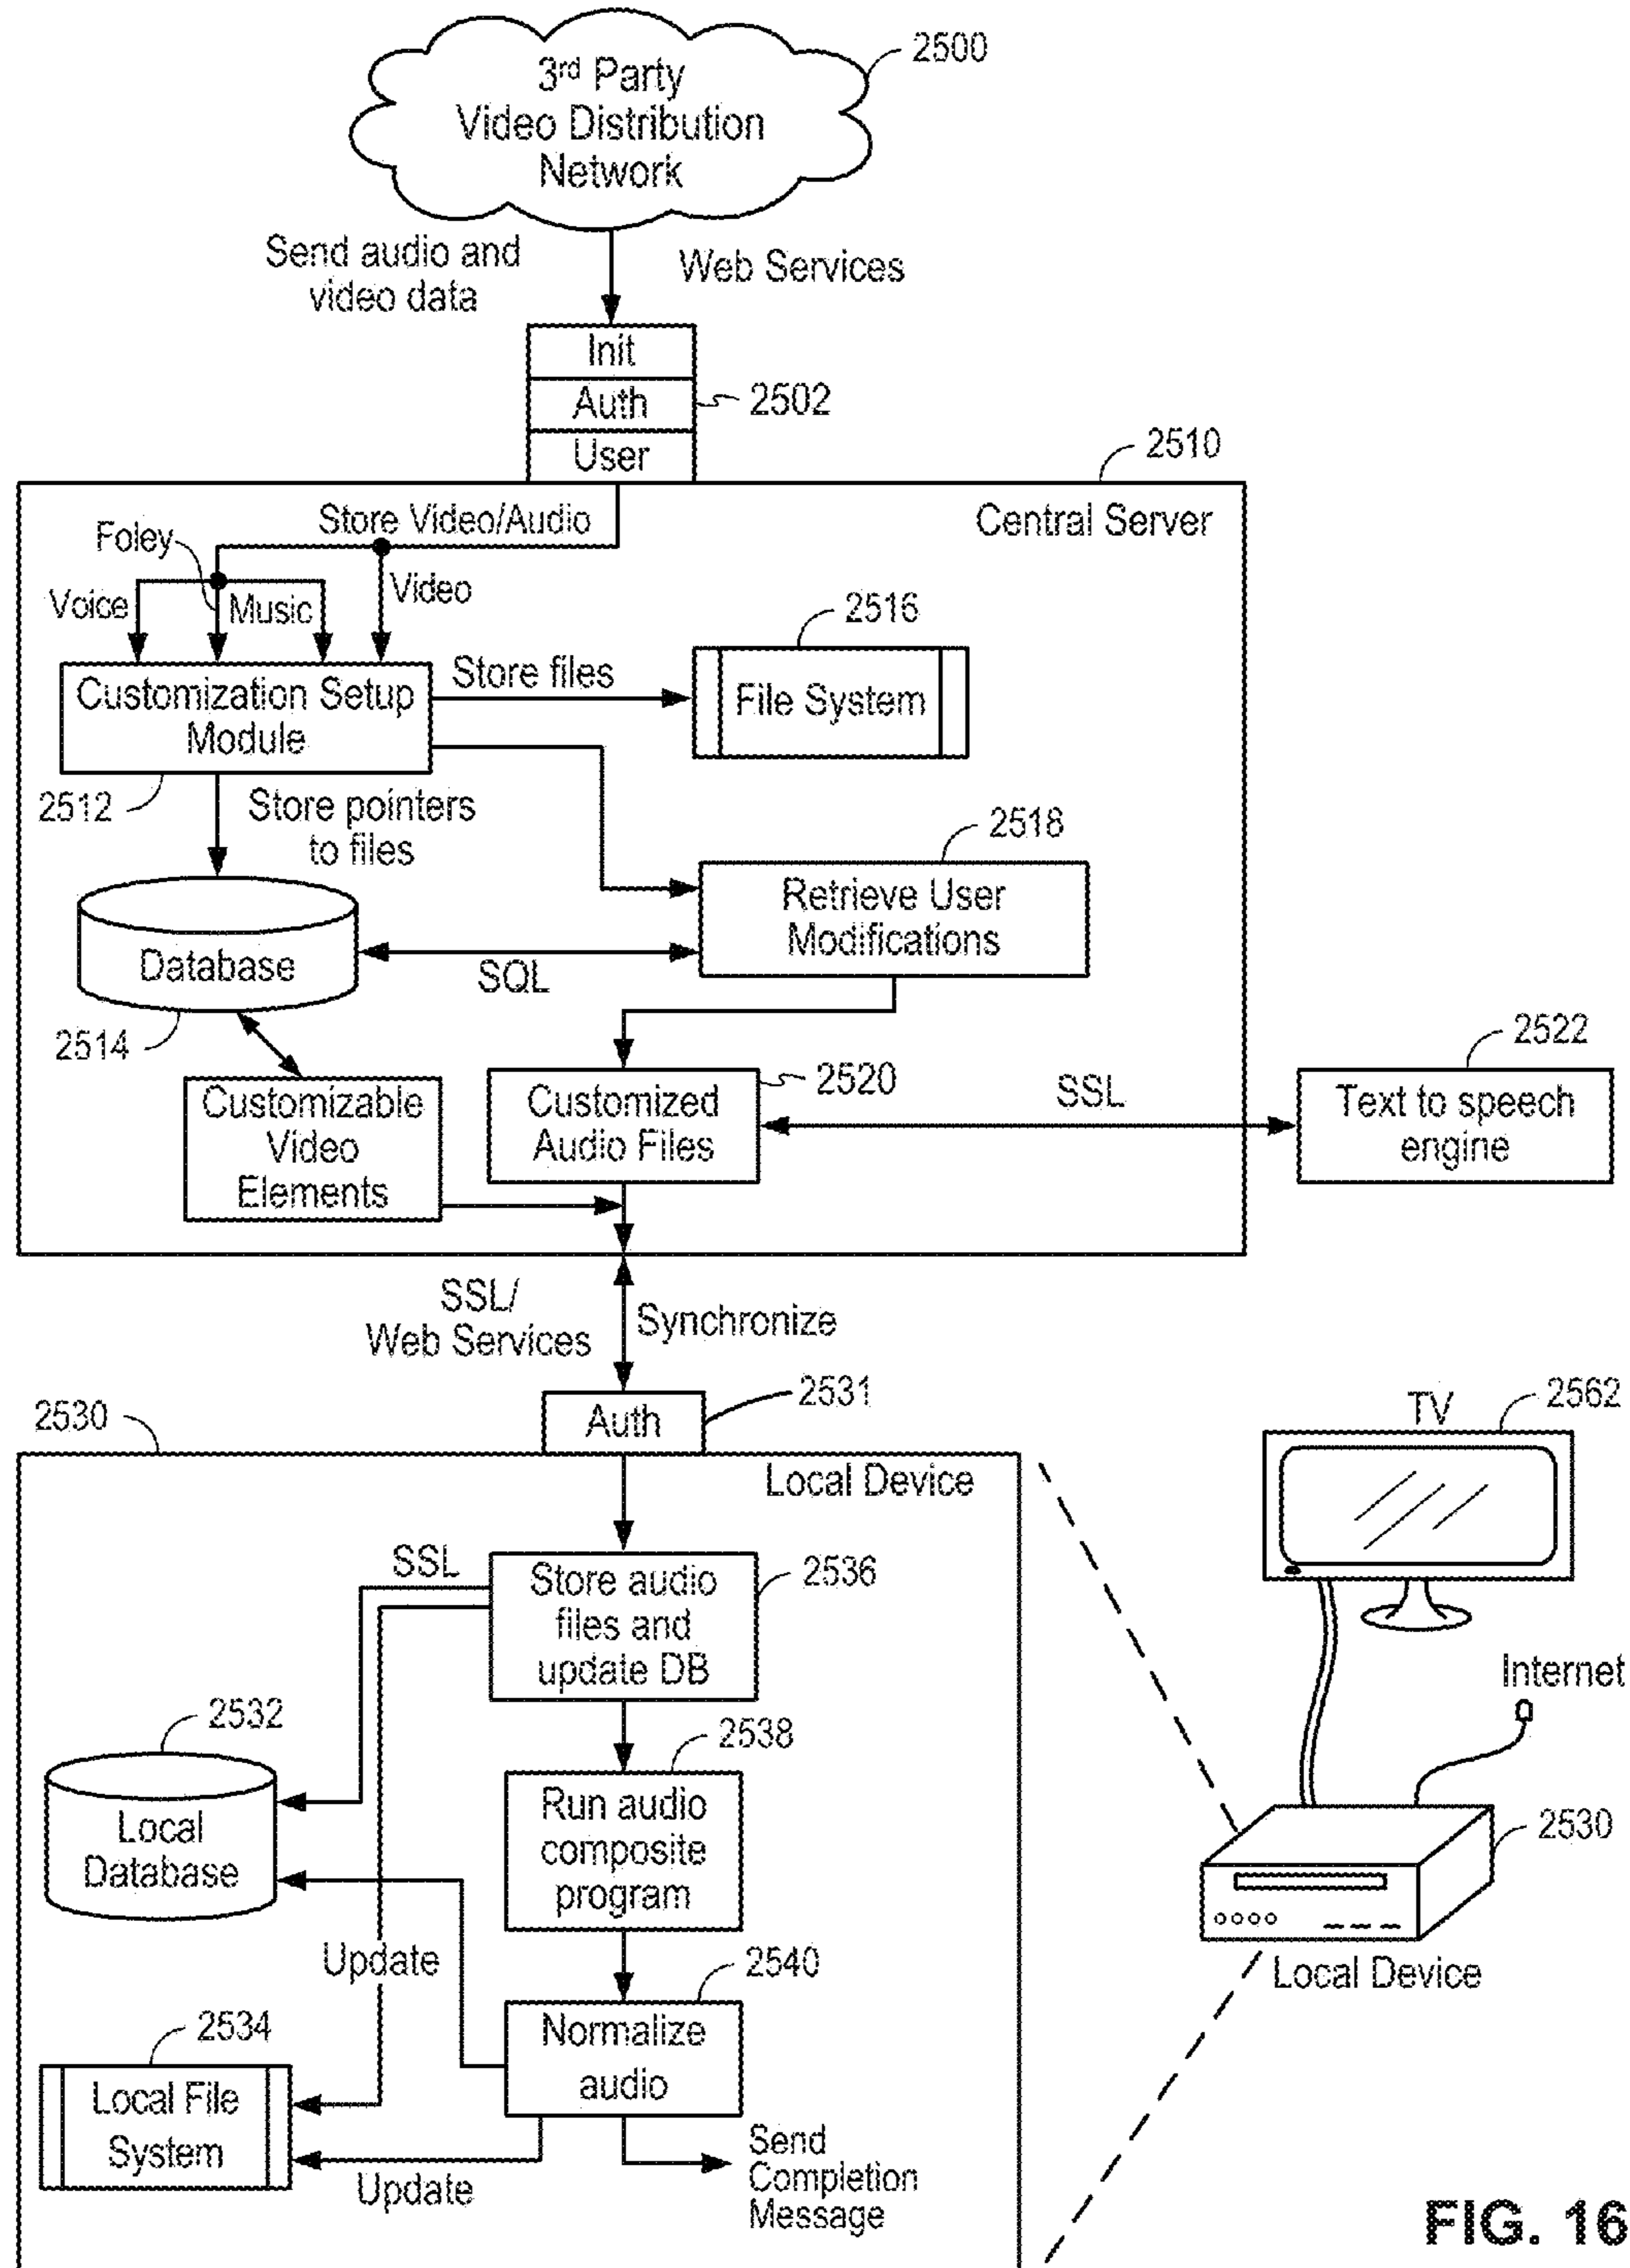 3rd Party
Video Distribution
Network
2500
Send audio and
video data
Web Services
Init
Auth
User
2502
2510
Central Server
Store Video/Audio
Foley
Voice
Music
Video
Customization Setup
Module
2512
Store files
2516
File System
Store pointers
to files
2518
Retrieve User
Modifications
Database
2514
SQL
Customizable
Video
Elements
Customized
Audio Files
2520
SSL
2522
Text to speech
engine
SSL/
Web Services
Synchronize
2530
Auth
2531
Local Device
TV
2562
SSL
Store audio
files and
update DB
2536
Internet
2532
Local
Database
2538
Run audio
composite
program
2530
Local Device
Update
2540
Normalize
audio
2534
Local File
System
Update
Send
Completion
Message
FIG. 16